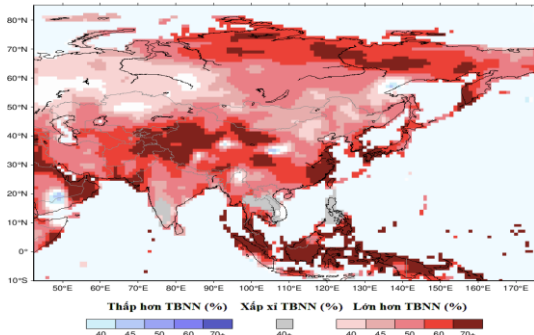 80°N
70°N
60°N
50°N
40°N
30°N
20°N
10°N
0°
10°S
50°E 60°E 70°E 80°E 90°E 100°E 110°E 120°E 130°E 140°E 150°E 160°E 170°E
Thấp hơn TBNN (%) Xấp xỉ TBNN (%) Lớn hơn TBNN (%)
40 45 50 60 70+ 40+ 40 45 50 60 70+